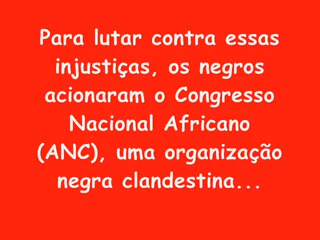 Para lutar contra essas
injustiças, os negros
acionaram o Congresso
Nacional Africano
(ANC), uma organização
negra clandestina...